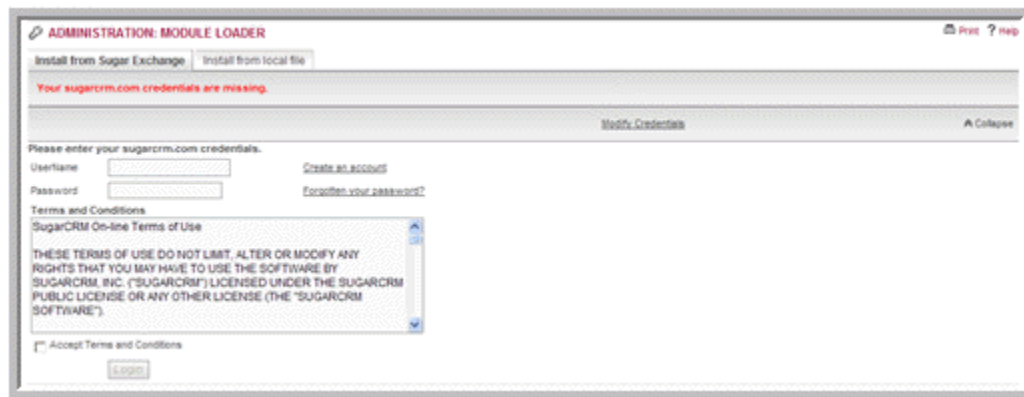 ADMINISTRATION: MODULE LOADER
Print ? Help
Install from Sugar Exchange Install from local file
Your sugarcrm.com credentials are missing.
Modify Credentials Collapse
Please enter your sugarcrm.com credentials.
UserName Create an account
Password Forgotten your password?
Terms and Conditions
SugarCRM On-line Terms of Use
THESE TERMS OF USE DO NOT LIMIT, ALTER OR MODIFY ANY
RIGHTS THAT YOU MAY HAVE TO USE THE SOFTWARE BY
SUGARCRM, INC. ("SUGARCRM") LICENSED UNDER THE SUGARCRM
PUBLIC LICENSE OR ANY OTHER LICENSE (THE "SUGARCRM
SOFTWARE").
Accept Terms and Conditions
Login